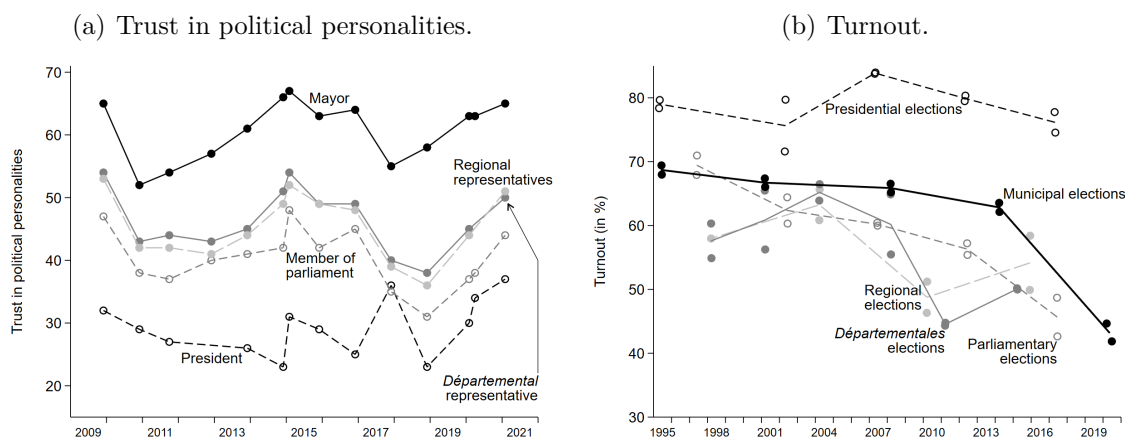 (a) Trust in political personalities.
Trust in political personalities
70
60
50
40
30
20
2009
2011
2013
2015
2017
2019
2021
Mayor
Regional
representatives
Member of
parliament
President
Départemental
representative
(b) Turnout.
Turnout (in %)
80
70
60
50
40
30
1995
1998
2001
2004
2007
2010
2013
2016
2019
Presidential elections
Municipal elections
Regional
elections
Départementales
elections
Parliamentary
elections